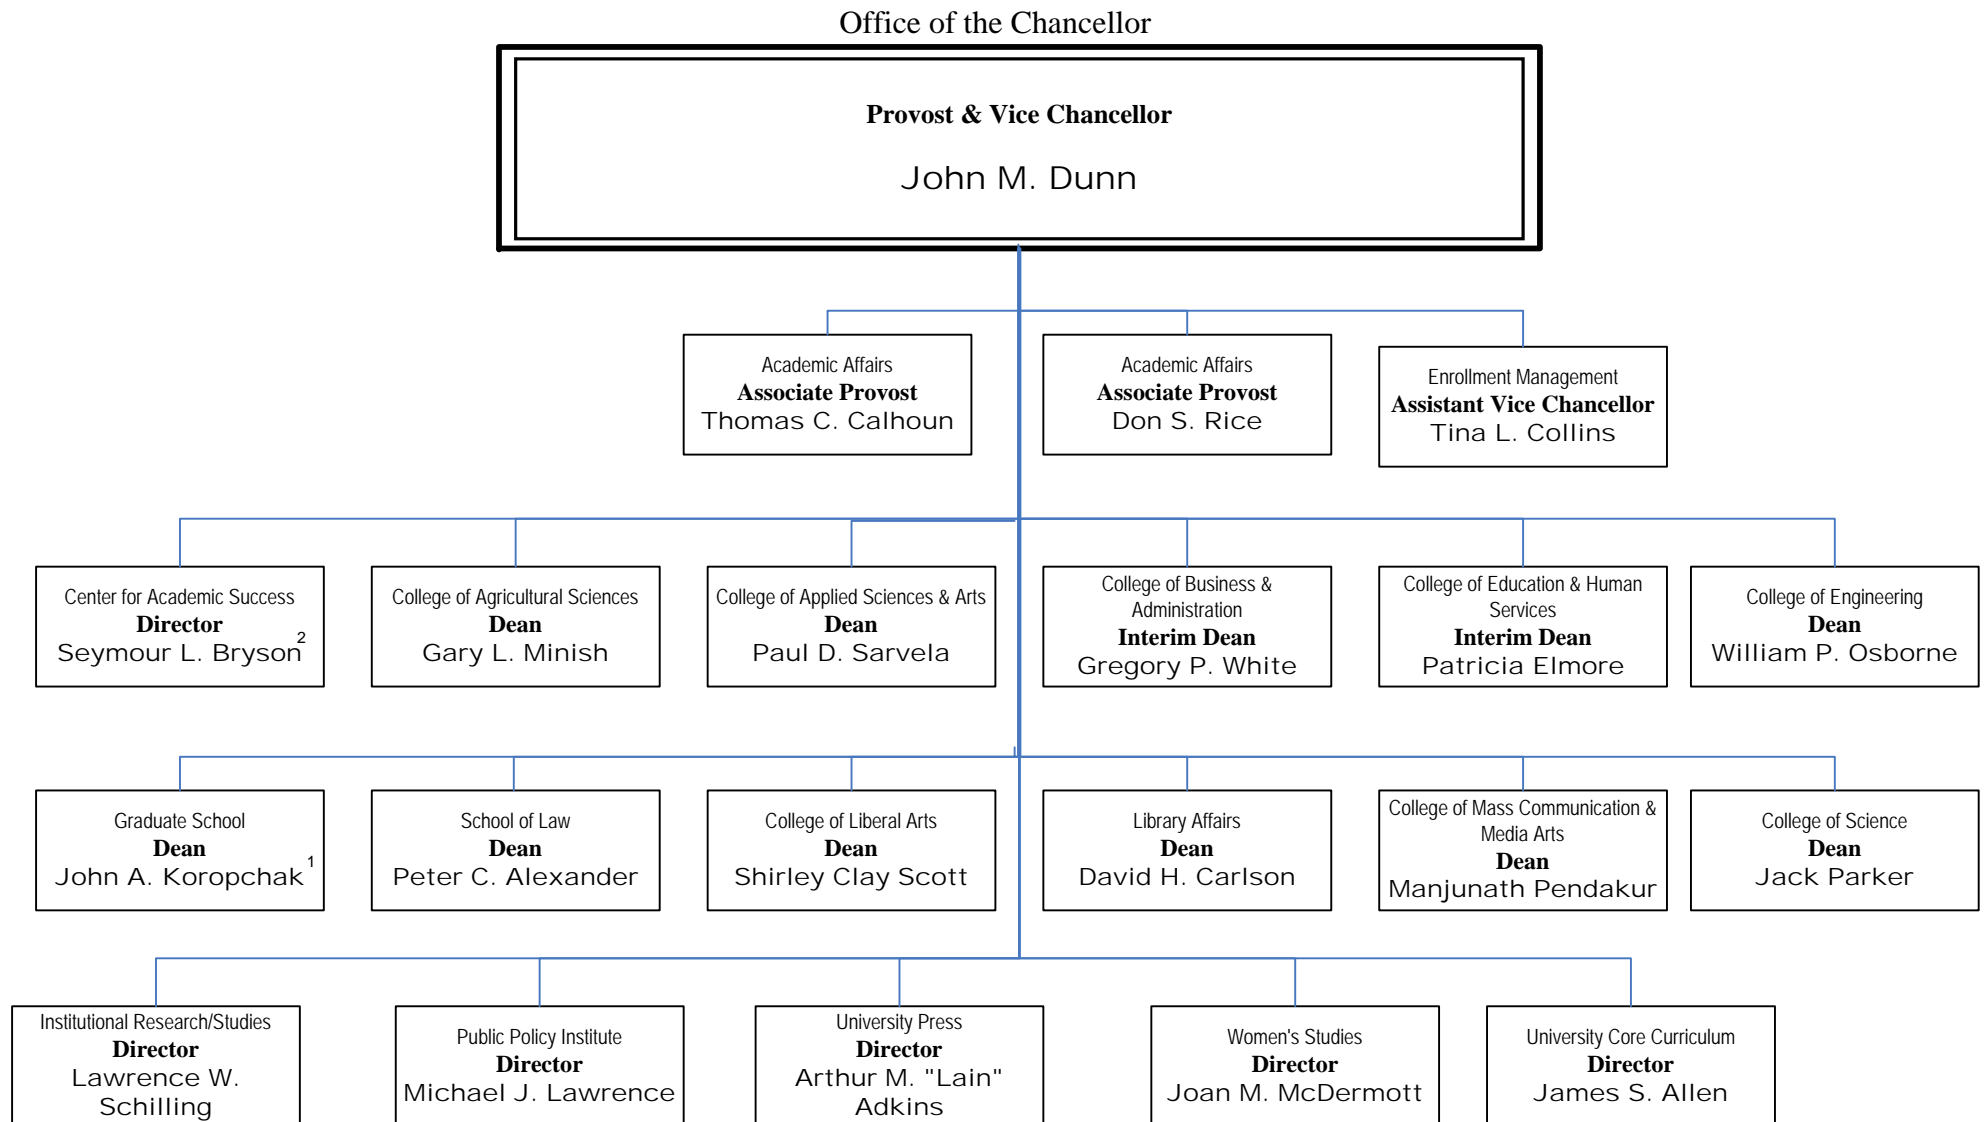 Office of the Chancellor
Provost & Vice Chancellor
John M. Dunn
Academic Affairs
Associate Provost
Thomas C. Calhoun
Academic Affairs
Associate Provost
Don S. Rice
Enrollment Management
Assistant Vice Chancellor
Tina L. Collins
Center for Academic Success
Director
Seymour L. Bryson 2
College of Agricultural Sciences
Dean
Gary L. Minish
College of Applied Sciences & Arts
Dean
Paul D. Sarvela
College of Business &
Administration
Interim Dean
Gregory P. White
College of Education & Human
Services
Interim Dean
Patricia Elmore
College of Engineering
Dean
William P. Osborne
Graduate School
Dean
John A. Koropchak 1
School of Law
Dean
Peter C. Alexander
College of Liberal Arts
Dean
Shirley Clay Scott
Library Affairs
Dean
David H. Carlson
College of Mass Communication &
Media Arts
Dean
Manjunath Pendakur
College of Science
Dean
Jack Parker
Institutional Research/Studies
Director
Lawrence W.
Schilling
Public Policy Institute
Director
Michael J. Lawrence
University Press
Director
Arthur M. "Lain"
Adkins
Women's Studies
Director
Joan M. McDermott
University Core Curriculum
Director
James S. Allen